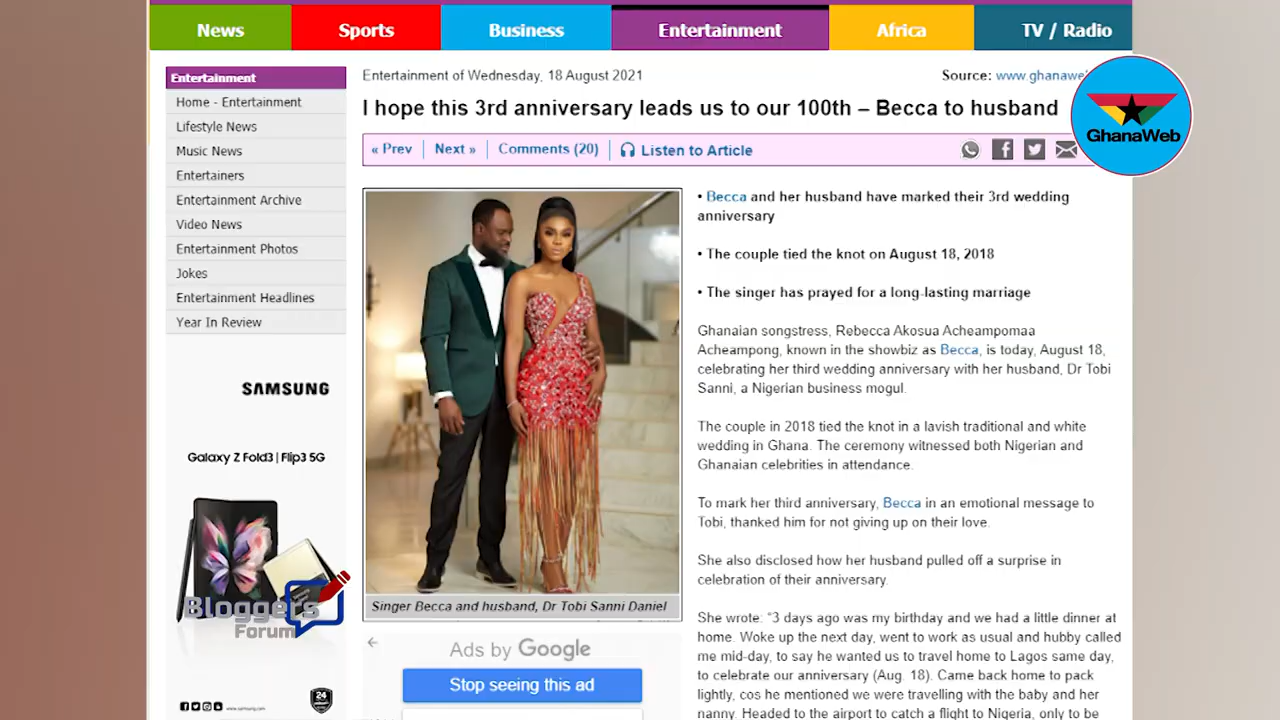 News
Sports
Business
Entertainment
Africa
TV / Radio
Entertainment
Home - Entertainment
Lifestyle News
Music News
Entertainers
Entertainment Archive
Video News
Entertainment Photos
Jokes
Entertainment Headlines
Year In Review
SAMSUNG
Galaxy Z Fold3 | Flip3 5G
Bloggers
Forum
24
www.samsung.com
Entertainment of Wednesday, 18 August 2021
Source: www.ghanawe
GhanaWeb
I hope this 3rd anniversary leads us to our 100th – Becca to husband
« Prev
Next »
Comments (20)
Listen to Article
Singer Becca and husband, Dr Tobi Sanni Daniel
Ads by Google
Stop seeing this ad
• Becca and her husband have marked their 3rd wedding
anniversary
• The couple tied the knot on August 18, 2018
• The singer has prayed for a long-lasting marriage
Ghanaian songstress, Rebecca Akosua Acheampomaa
Acheampong, known in the showbiz as Becca, is today, August 18,
celebrating her third wedding anniversary with her husband, Dr Tobi
Sanni, a Nigerian business mogul.
The couple in 2018 tied the knot in a lavish traditional and white
wedding in Ghana. The ceremony witnessed both Nigerian and
Ghanaian celebrities in attendance.
To mark her third anniversary, Becca in an emotional message to
Tobi, thanked him for not giving up on their love.
She also disclosed how her husband pulled off a surprise in
celebration of their anniversary.
She wrote: “3 days ago was my birthday and we had a little dinner at
home. Woke up the next day, went to work as usual and hubby called
me mid-day, to say he wanted us to travel home to Lagos same day,
to celebrate our anniversary (Aug. 18). Came back home to pack
lightly, cos he mentioned we were travelling with the baby and her
nanny. Headed to the airport to catch a flight to Nigeria, only to be